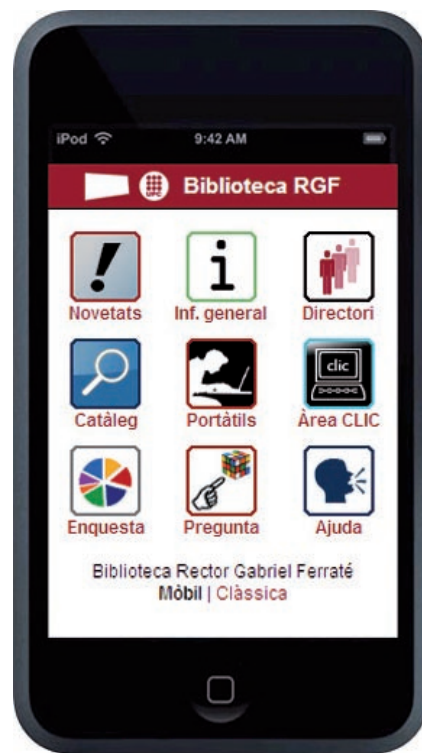 iPod 9:42 AM
Biblioteca RGF
Novetats Inf. general Directori
clic
Catàleg Portàtils Àrea CLIC
Enquesta Pregunta Ajuda
Biblioteca Rector Gabriel Ferraté
Mòbil | Clàssica